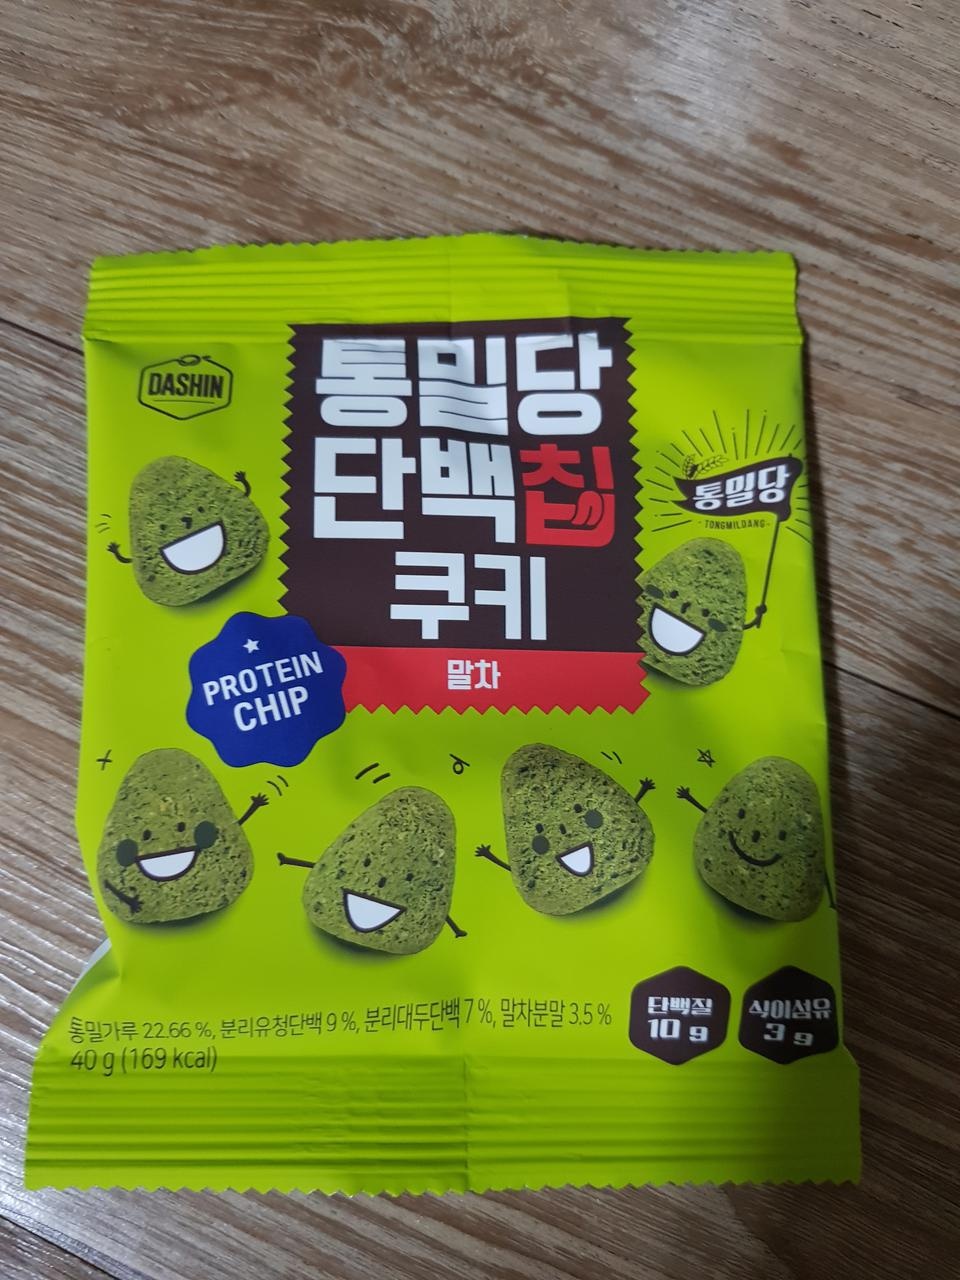 DASHIN
통밀당
단백칩
쿠키
말차
통밀당
- TONGMILDANG -
PROTEIN
CHIP
통밀가루 22.66 %, 분리유청단백 9 %, 분리대두단백 7 %, 말차분말 3.5 %
40 g (169 kcal)
단백질
10 g
식이섬유
3 g